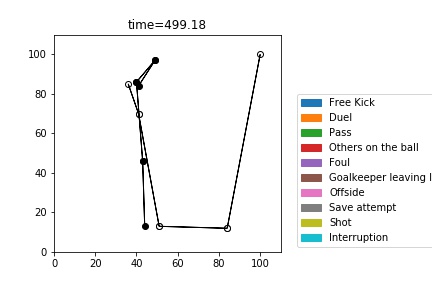 time=499.18
100
80
60
40
20
0
0 20 40 60 80 100
Free Kick
Duel
Pass
Others on the ball
Foul
Goalkeeper leaving l
Offside
Save attempt
Shot
Interruption